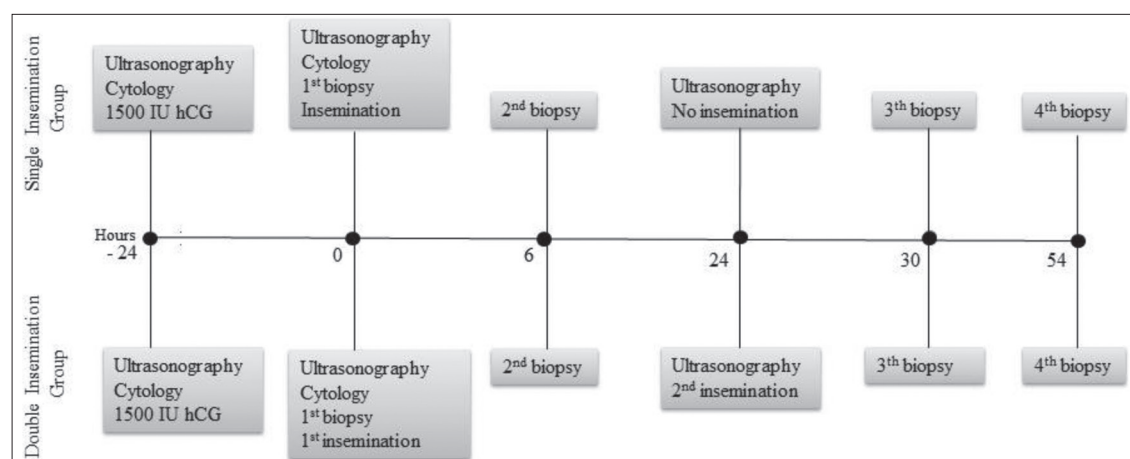 Single Insemination
Group
Ultrasonography
Cytology
1500 IU hCG
Ultrasonography
Cytology
1st biopsy
Insemination
2nd biopsy
Ultrasonography
No insemination
3th biopsy
4th biopsy
Hours
- 24
0
6
24
30
54
Double Insemination
Group
Ultrasonography
Cytology
1500 IU hCG
Ultrasonography
Cytology
1st biopsy
1st insemination
2nd biopsy
Ultrasonography
2nd insemination
3th biopsy
4th biopsy